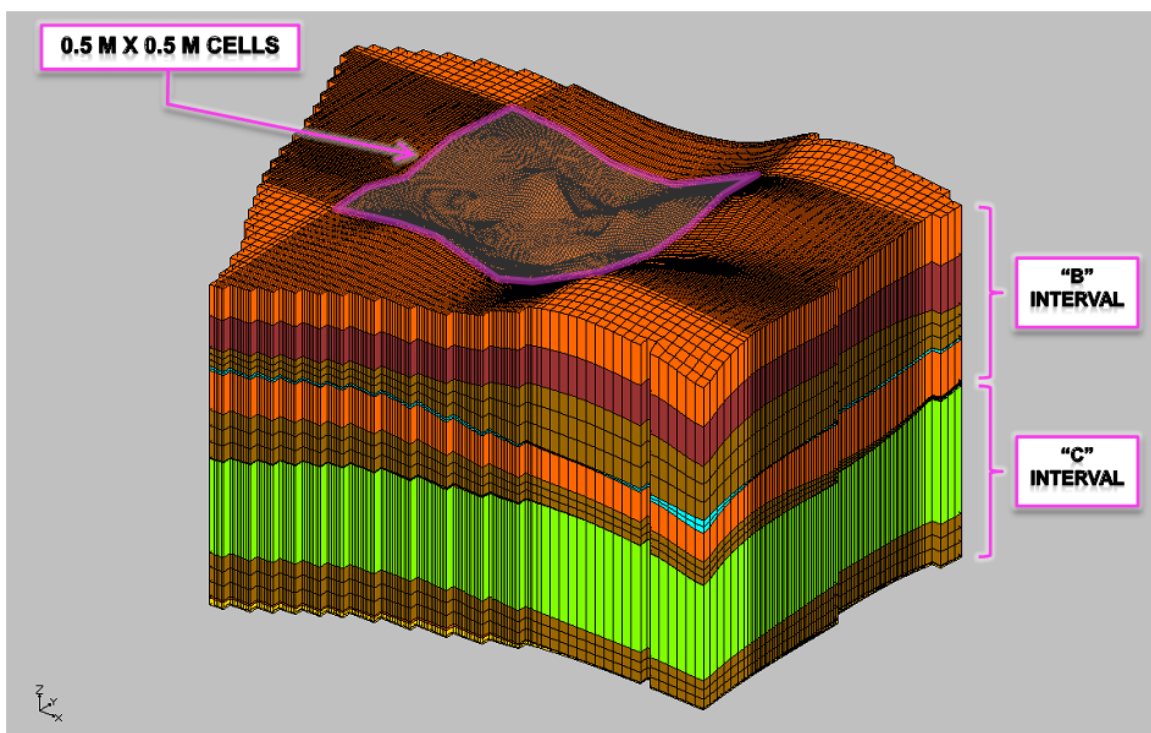 0.5 M X 0.5 M CELLS
“B”
INTERVAL
“C”
INTERVAL
Z
Y
X